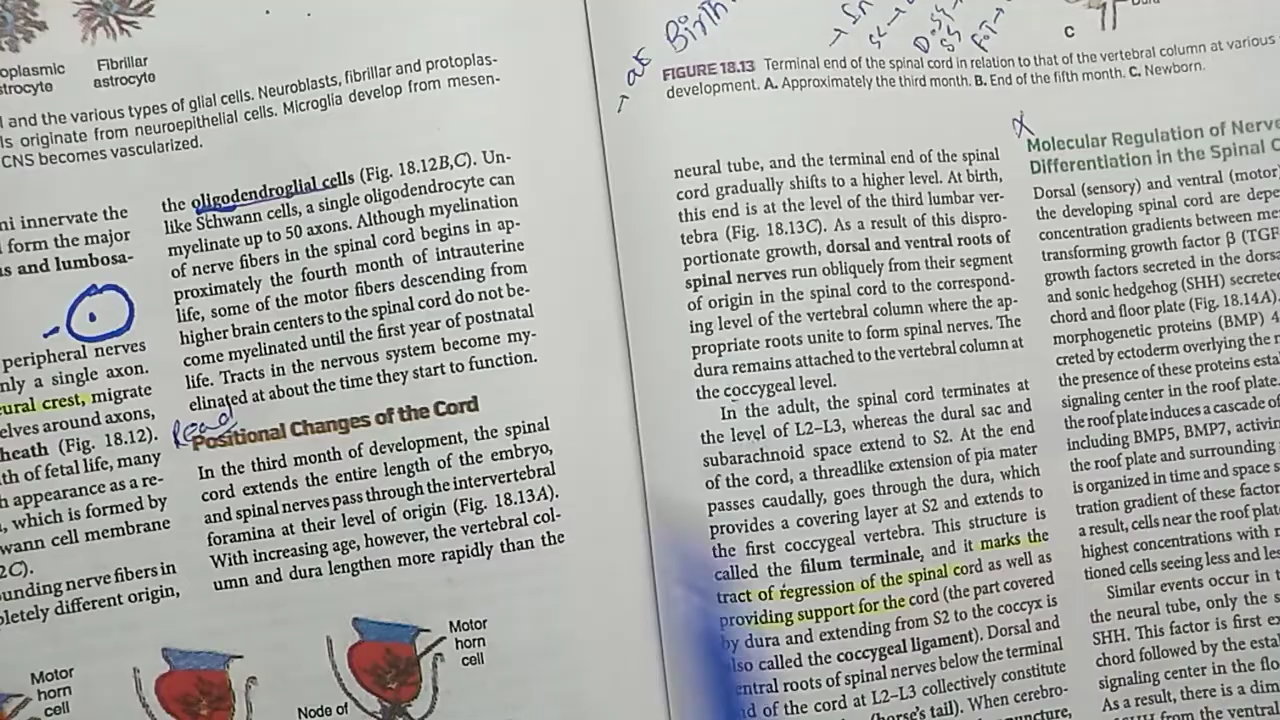 oplasmic
strocyte
Fibrillar
astrocyte
l and the various types of glial cells. Neuroblasts, fibrillar and protoplas-
ls originate from neuroepithelial cells. Microglia develop from mesen-
CNS becomes vascularized.
ni innervate the
form the major
s and lumbosa-
peripheral nerves
nly a single axon.
ural crest, migrate
elves around axons,
heath (Fig. 18.12).
th of fetal life, many
h appearance as a re-
, which is formed by
wann cell membrane
2C).
ounding nerve fibers in
pletely different origin,
the oligodendroglial cells (Fig. 18.12B,C). Un-
like Schwann cells, a single oligodendrocyte can
myelinate up to 50 axons. Although myelination
of nerve fibers in the spinal cord begins in ap-
proximately the fourth month of intrauterine
life, some of the motor fibers descending from
higher brain centers to the spinal cord do not be-
come myelinated until the first year of postnatal
life. Tracts in the nervous system become my-
elinated at about the time they start to function.
Read
Positional Changes of the Cord
In the third month of development, the spinal
cord extends the entire length of the embryo,
and spinal nerves pass through the intervertebral
foramina at their level of origin (Fig. 18.13A).
With increasing age, however, the vertebral col-
umn and dura lengthen more rapidly than the
Motor
horn
cell
Motor
horn
cell
Node of
→ at Birth
C
FIGURE 18.13 Terminal end of the spinal cord in relation to that of the vertebral column at various
development. A. Approximately the third month. B. End of the fifth month. C. Newborn.
neural tube, and the terminal end of the spinal
cord gradually shifts to a higher level. At birth,
this end is at the level of the third lumbar ver-
tebra (Fig. 18.13C). As a result of this dispro-
portionate growth, dorsal and ventral roots of
spinal nerves run obliquely from their segment
of origin in the spinal cord to the correspond-
ing level of the vertebral column where the ap-
propriate roots unite to form spinal nerves. The
dura remains attached to the vertebral column at
the coccygeal level.
In the adult, the spinal cord terminates at
the level of L2–L3, whereas the dural sac and
subarachnoid space extend to S2. At the end
of the cord, a threadlike extension of pia mater
passes caudally, goes through the dura, which
provides a covering layer at S2 and extends to
the first coccygeal vertebra. This structure is
called the filum terminale, and it marks the
tract of regression of the spinal cord as well as
providing support for the cord (the part covered
by dura and extending from S2 to the coccyx is
lso called the coccygeal ligament). Dorsal and
entral roots of spinal nerves below the terminal
nd of the cord at L2–L3 collectively constitute
(horse's tail). When cerebro-
Molecular Regulation of Nerve
Differentiation in the Spinal C
Dorsal (sensory) and ventral (motor)
the developing spinal cord are depe
concentration gradients between me
transforming growth factor β (TGF
growth factors secreted in the dorsa
and sonic hedgehog (SHH) secrete
chord and floor plate (Fig. 18.14A).
morphogenetic proteins (BMP) 4
creted by ectoderm overlying the n
the presence of these proteins esta
signaling center in the roof plate.
the roof plate induces a cascade of
including BMP5, BMP7, activin
the roof plate and surrounding
is organized in time and space s
tration gradient of these factor
a result, cells near the roof plat
highest concentrations with r
tioned cells seeing less and les
Similar events occur in t
the neural tube, only the s
SHH. This factor is first ex
chord followed by the esta
signaling center in the flo
As a result, there is a dim
from the ventral